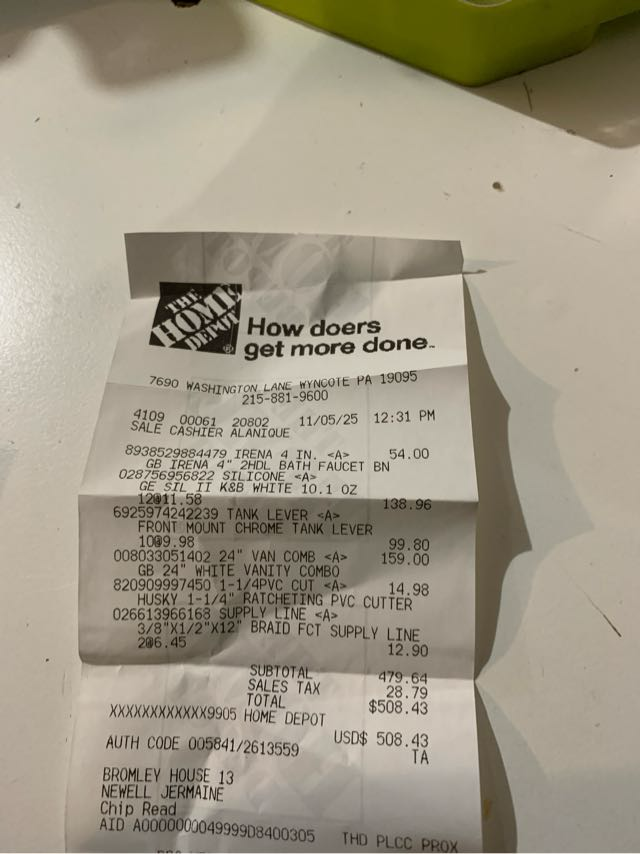 THE
HOME
DEPOT
How doers
get more done™
7690 WASHINGTON LANE WYNCOTE PA 19095
215-881-9600
4109 00061 20802 11/05/25 12:31 PM
SALE CASHIER ALANIQUE
8938529884479 IRENA 4 IN. <A> 54.00
GB IRENA 4" 2HDL BATH FAUCET BN
028756956822 SILICONE <A>
GE SIL II K&B WHITE 10.1 OZ
12@11.58 138.96
6925974242239 TANK LEVER <A>
FRONT MOUNT CHROME TANK LEVER
10@9.98 99.80
008033051402 24" VAN COMB <A> 159.00
GB 24" WHITE VANITY COMBO
820909997450 1-1/4PVC CUT <A> 14.98
HUSKY 1-1/4" RATCHETING PVC CUTTER
026613966168 SUPPLY LINE <A>
3/8"X1/2"X12" BRAID FCT SUPPLY LINE
2@6.45 12.90
SUBTOTAL 479.64
SALES TAX 28.79
TOTAL $508.43
XXXXXXXXXXXX9905 HOME DEPOT
USD$ 508.43
AUTH CODE 005841/2613559 TA
BROMLEY HOUSE 13
NEWELL JERMAINE
Chip Read
AID A0000000049999D8400305 THD PLCC PROX